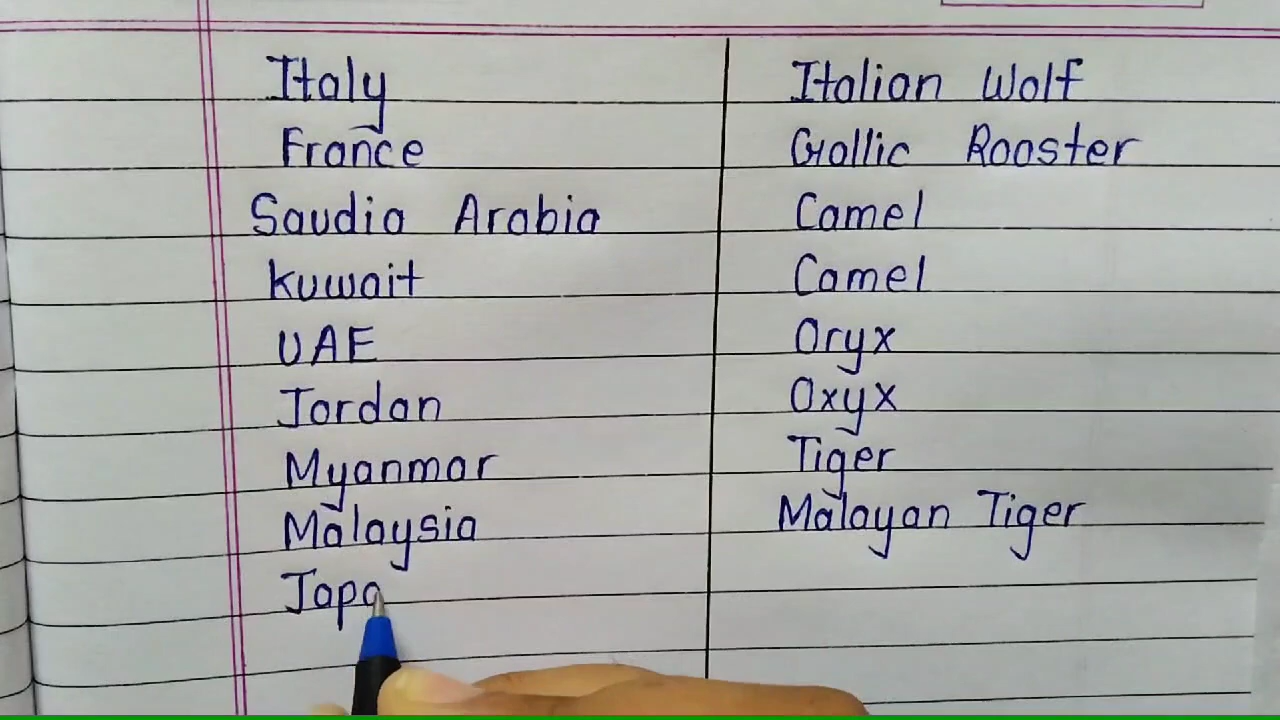 Italy Italian Wolf
France Gallic Rooster
Saudia Arabia Camel
Kuwait Camel
UAE Oryx
Jordan Oxyx
Myanmar Tiger
Malaysia Malayan Tiger
Japa